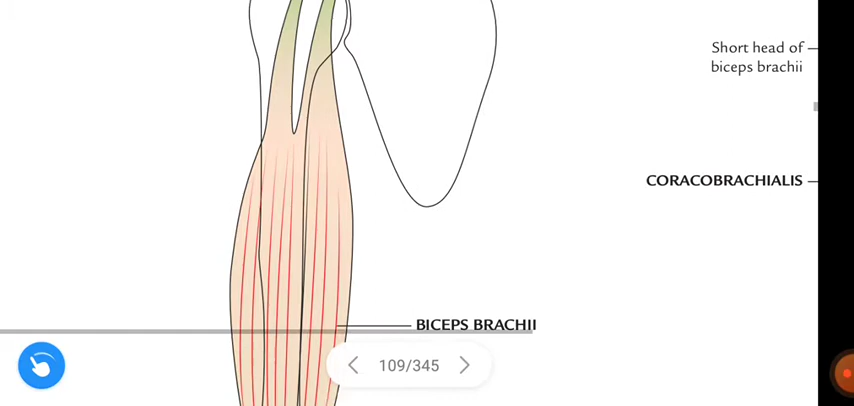 Short head of
biceps brachii
CORACOBRACHIALIS
BICEPS BRACHII
109/345